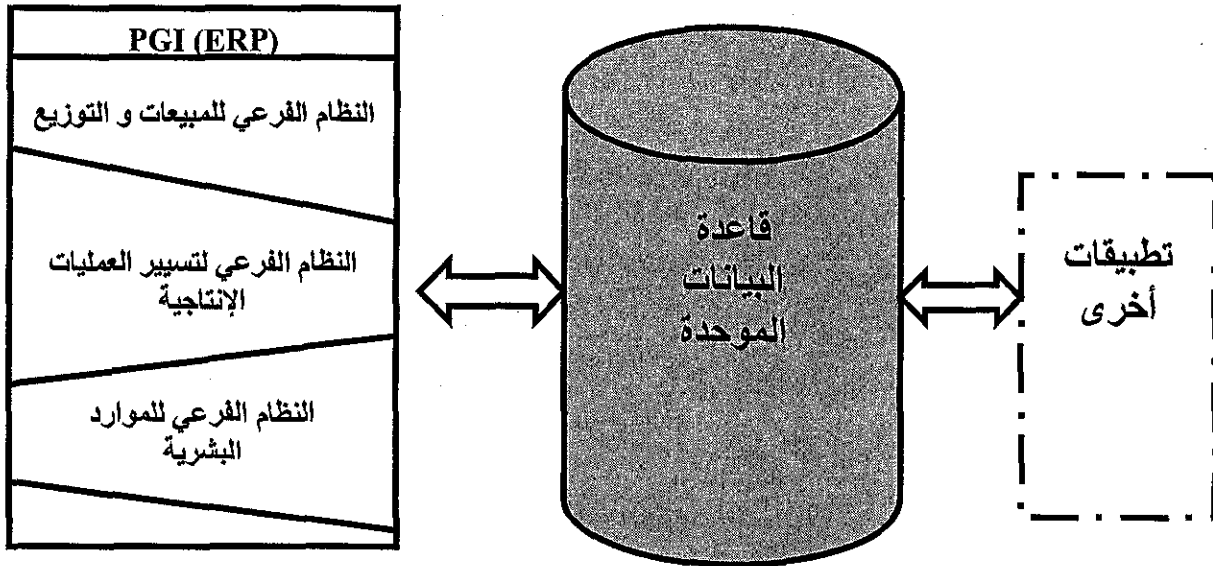 PGI (ERP)
النظام الفرعي للمبيعات و التوزيع
النظام الفرعي لتسيير العمليات
الإنتاجية
النظام الفرعي للموارد
البشرية
قاعدة
البيانات
الموحدة
تطبيقات
أخرى